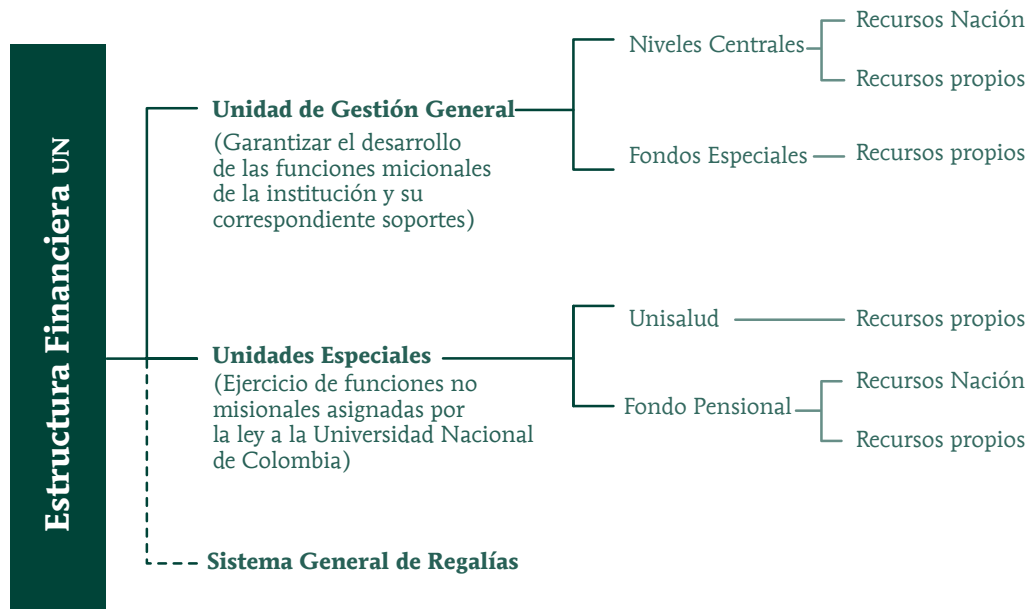 Estructura Financiera UN
Unidad de Gestión General
(Garantizar el desarrollo
de las funciones micionales
de la institución y su
correspondiente soportes)
Niveles Centrales
Recursos Nación
Recursos propios
Fondos Especiales
Recursos propios
Unidades Especiales
(Ejercicio de funciones no
misionales asignadas por
la ley a la Universidad Nacional
de Colombia)
Unisalud
Recursos propios
Fondo Pensional
Recursos Nación
Recursos propios
Sistema General de Regalías